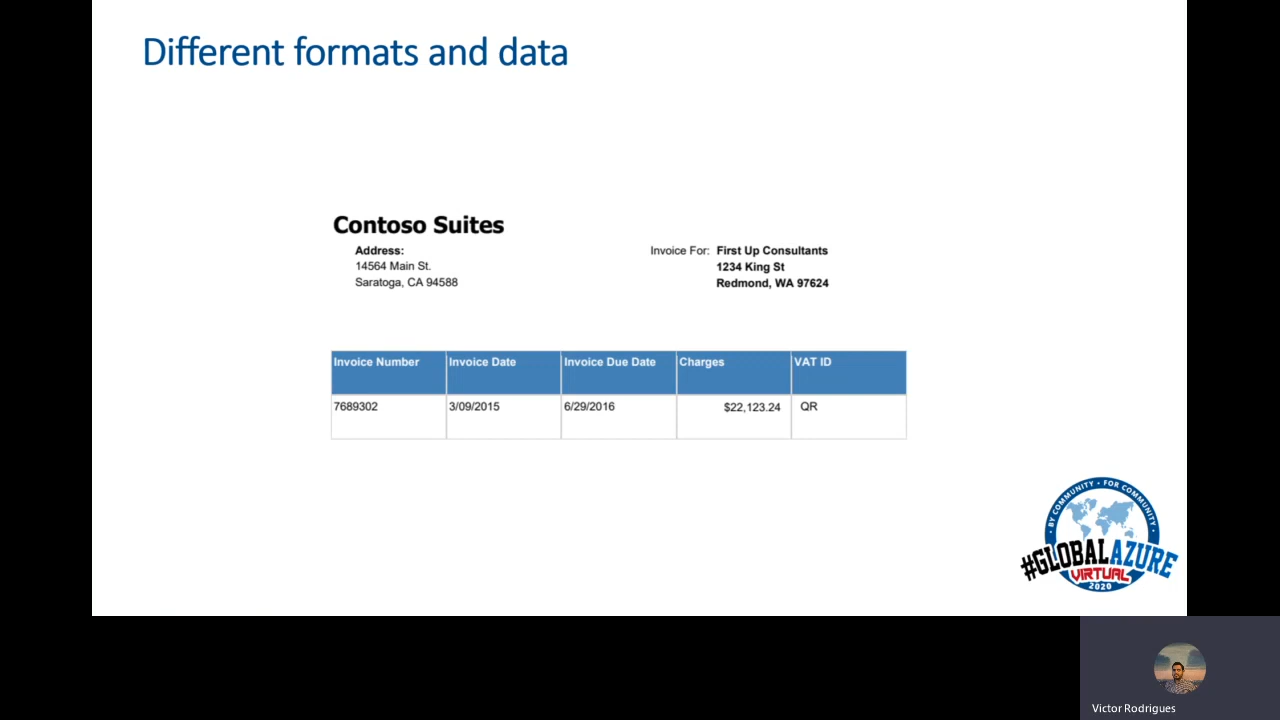 Different formats and data
Contoso Suites
Address:
14564 Main St.
Saratoga, CA 94588
Invoice For: First Up Consultants
1234 King St
Redmond, WA 97624
Invoice Number Invoice Date Invoice Due Date Charges VAT ID
7689302 3/09/2015 6/29/2016 $22,123.24 QR
• BY COMMUNITY • FOR COMMUNITY •
#GLOBALAZURE
VIRTUAL
2020
Victor Rodrigues